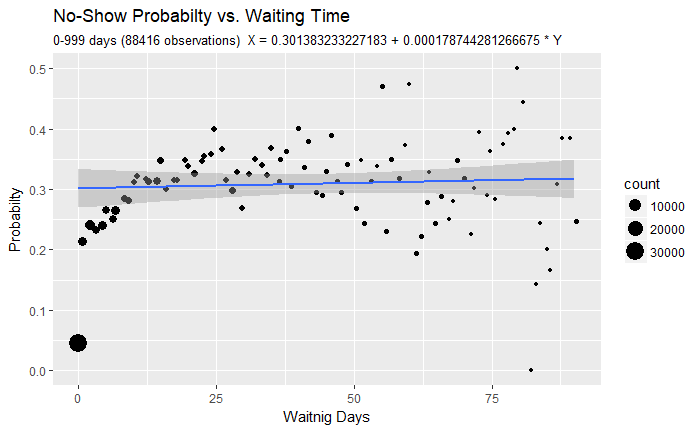 No-Show Probabilty vs. Waiting Time
0-999 days (88416 observations) X = 0.301383233227183 + 0.000178744281266675 * Y
0.5
0.4
0.3
0.2
0.1
0.0
Probabilty
0
25
50
75
Waitnig Days
count
10000
20000
30000